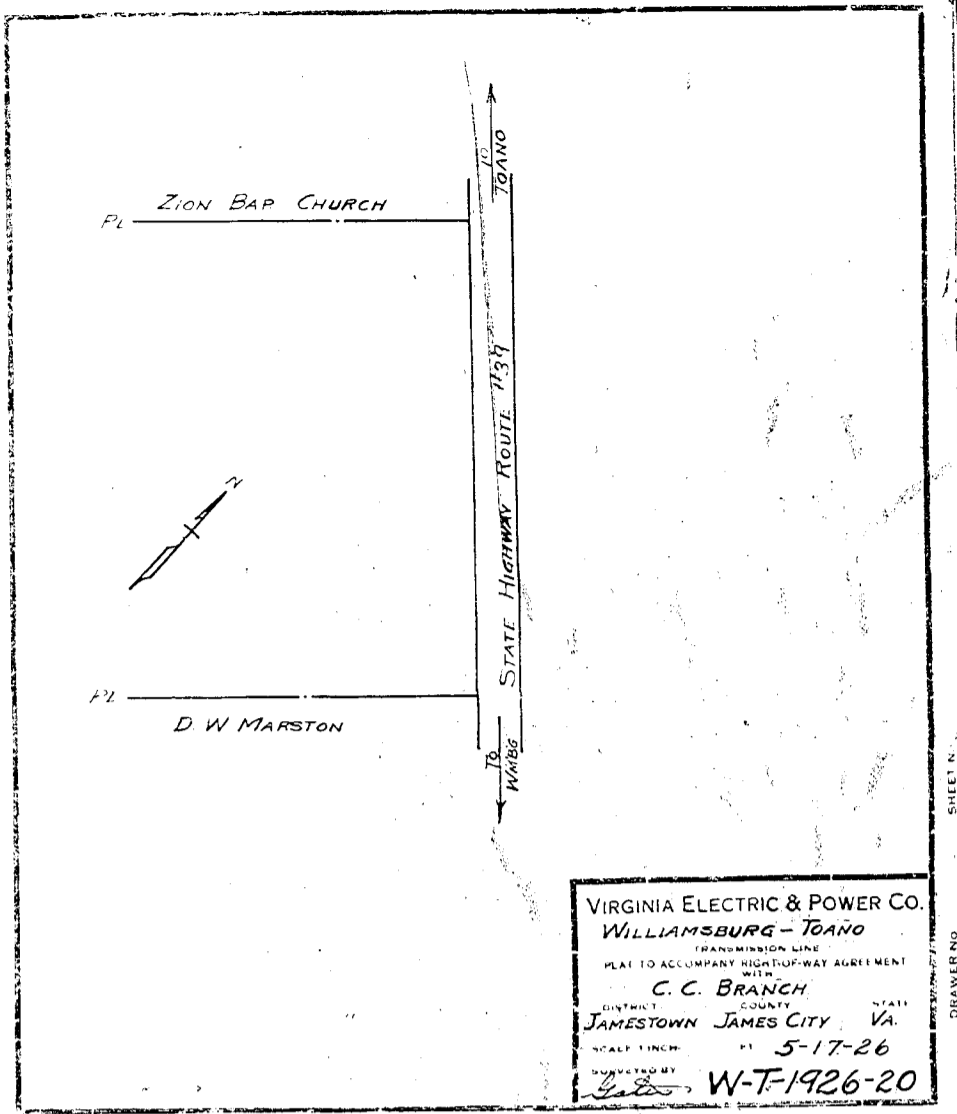 TO
TOANO
ZION BAP. CHURCH
PL
STATE HIGHWAY ROUTE #39
N
PL
D. W MARSTON
TO
WMBG
SHEET N
DRAWER NO
VIRGINIA ELECTRIC & POWER CO.
WILLIAMSBURG - TOANO
TRANSMISSION LINE
PLAT TO ACCOMPANY RIGHT-OF-WAY AGREEMENT
WITH
C. C. BRANCH
DISTRICT COUNTY STATE
JAMESTOWN JAMES CITY VA.
SCALE 1 INCH FT 5-17-26
SURVEYED BY
W-T-1926-20